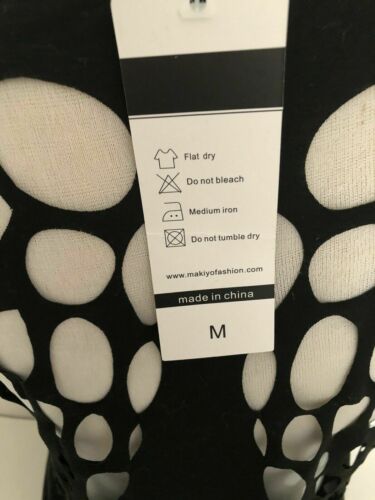 Flat dry
Do not bleach
Medium iron
Do not tumble dry
www.makiyofashion.com
made in china
M